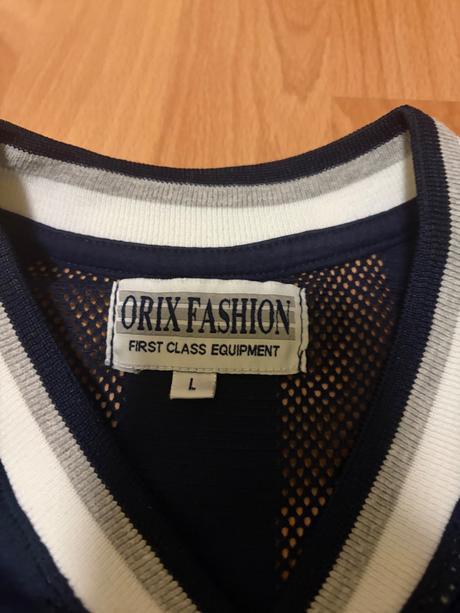 ORIX FASHION
FIRST CLASS EQUIPMENT
L